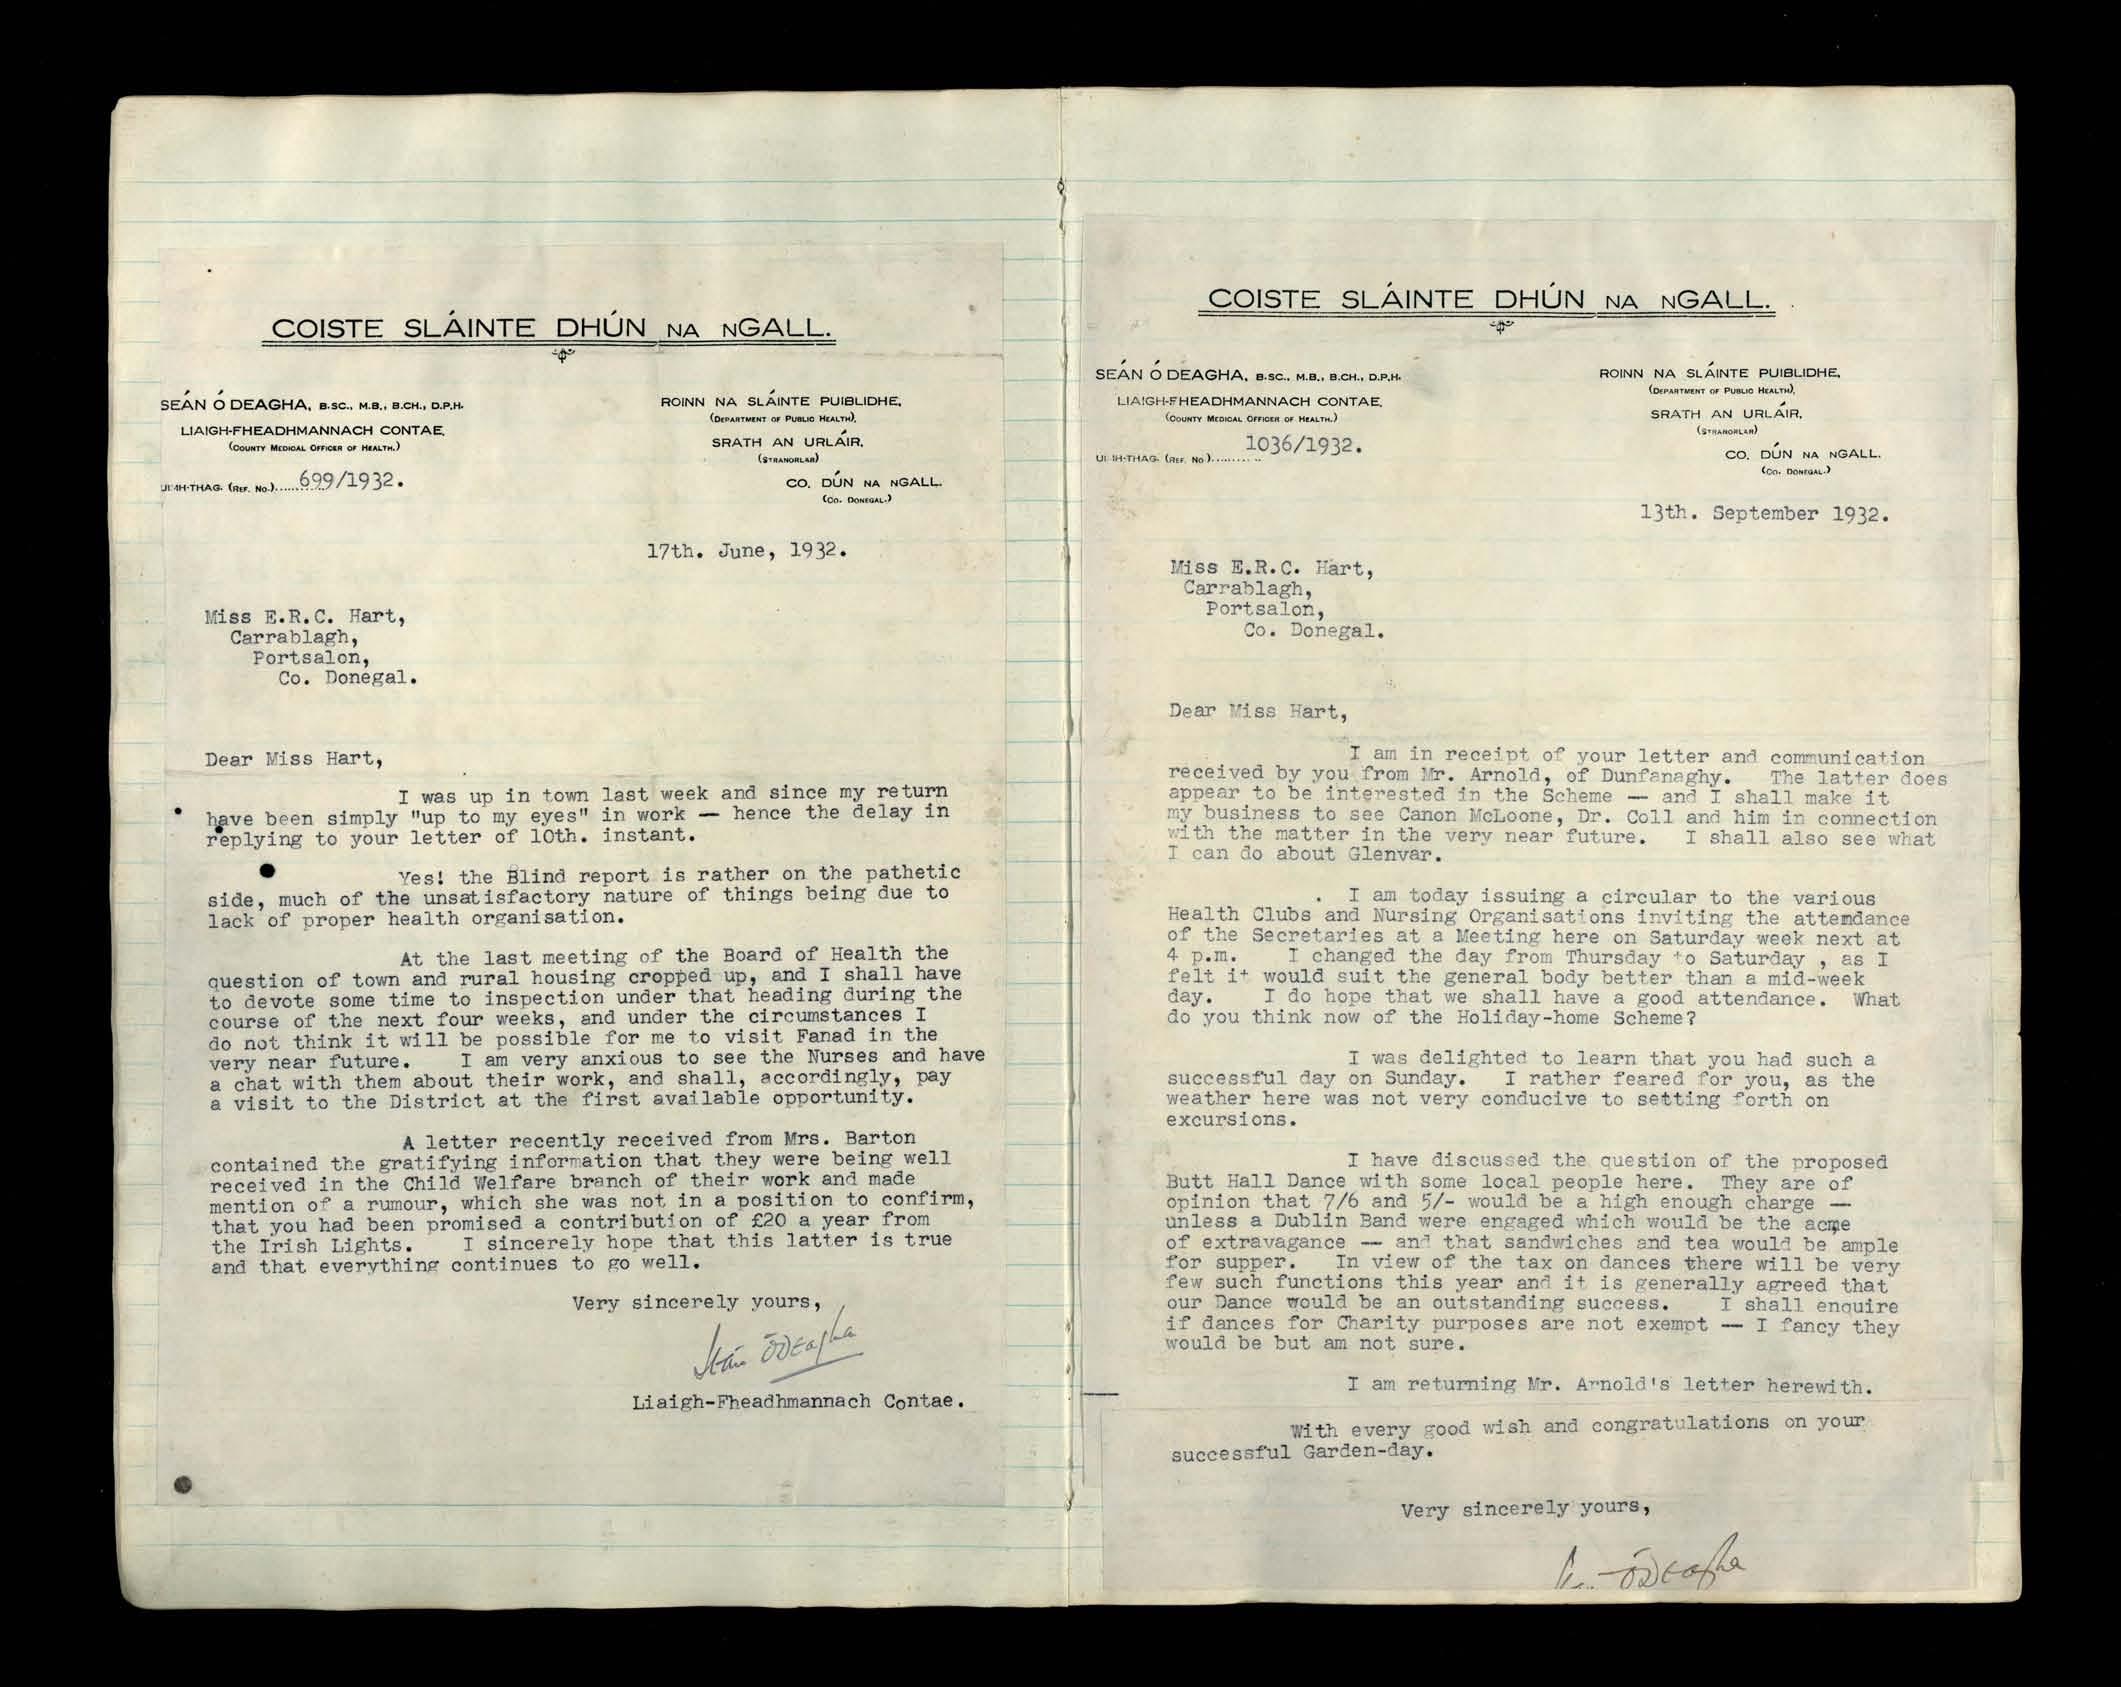 COISTE SLÁINTE DHÚN NA NGALL.
SEÁN Ó DEAGHA, B.SC., M.B., B.CH., D.P.H.
LIAIGH-FHEADHMANNACH CONTAE,
(COUNTY MEDICAL OFFICER OF HEALTH.)
UIMH-THAG. (REF. NO.)......699/1932.
ROINN NA SLÁINTE PUIBLIDHE,
(DEPARTMENT OF PUBLIC HEALTH),
SRATH AN URLÁIR,
(STRANORLAR)
CO. DÚN NA NGALL.
(CO. DONEGAL.)
17th. June, 1932.
Miss E.R.C. Hart,
Carrablagh,
Portsalon,
Co. Donegal.
Dear Miss Hart,
I was up in town last week and since my return
have been simply "up to my eyes" in work — hence the delay in
replying to your letter of 10th. instant.
Yes! the Blind report is rather on the pathetic
side, much of the unsatisfactory nature of things being due to
lack of proper health organisation.
At the last meeting of the Board of Health the
question of town and rural housing cropped up, and I shall have
to devote some time to inspection under that heading during the
course of the next four weeks, and under the circumstances I
do not think it will be possible for me to visit Fanad in the
very near future. I am very anxious to see the Nurses and have
a chat with them about their work, and shall, accordingly, pay
a visit to the District at the first available opportunity.
A letter recently received from Mrs. Barton
contained the gratifying information that they were being well
received in the Child Welfare branch of their work and made
mention of a rumour, which she was not in a position to confirm,
that you had been promised a contribution of £20 a year from
the Irish Lights. I sincerely hope that this latter is true
and that everything continues to go well.
Very sincerely yours,
Seán Ó Deagha
Liaigh-Fheadhmannach Contae.
COISTE SLÁINTE DHÚN NA NGALL.
SEÁN Ó DEAGHA, B.SC., M.B., B.CH., D.P.H.
LIAIGH-FHEADHMANNACH CONTAE,
(COUNTY MEDICAL OFFICER OF HEALTH.)
UIMH-THAG. (REF. NO.)......1036/1932.
ROINN NA SLÁINTE PUIBLIDHE,
(DEPARTMENT OF PUBLIC HEALTH),
SRATH AN URLÁIR,
(STRANORLAR)
CO. DÚN NA NGALL.
(CO. DONEGAL.)
13th. September 1932.
Miss E.R.C. Hart,
Carrablagh,
Portsalon,
Co. Donegal.
Dear Miss Hart,
I am in receipt of your letter and communication
received by you from Mr. Arnold, of Dunfanaghy. The latter does
appear to be interested in the Scheme — and I shall make it
my business to see Canon McLoone, Dr. Coll and him in connection
with the matter in the very near future. I shall also see what
I can do about Glenvar.
I am today issuing a circular to the various
Health Clubs and Nursing Organisations inviting the attendance
of the Secretaries at a Meeting here on Saturday week next at
4 p.m. I changed the day from Thursday to Saturday , as I
felt it would suit the general body better than a mid-week
day. I do hope that we shall have a good attendance. What
do you think now of the Holiday-home Scheme?
I was delighted to learn that you had such a
successful day on Sunday. I rather feared for you, as the
weather here was not very conducive to setting forth on
excursions.
I have discussed the question of the proposed
Butt Hall Dance with some local people here. They are of
opinion that 7/6 and 5/- would be a high enough charge —
unless a Dublin Band were engaged which would be the acme
of extravagance — and that sandwiches and tea would be ample
for supper. In view of the tax on dances there will be very
few such functions this year and it is generally agreed that
our Dance would be an outstanding success. I shall enquire
if dances for Charity purposes are not exempt — I fancy they
would be but am not sure.
I am returning Mr. Arnold's letter herewith.
With every good wish and congratulations on your
successful Garden-day.
Very sincerely yours,
Ó Deagha